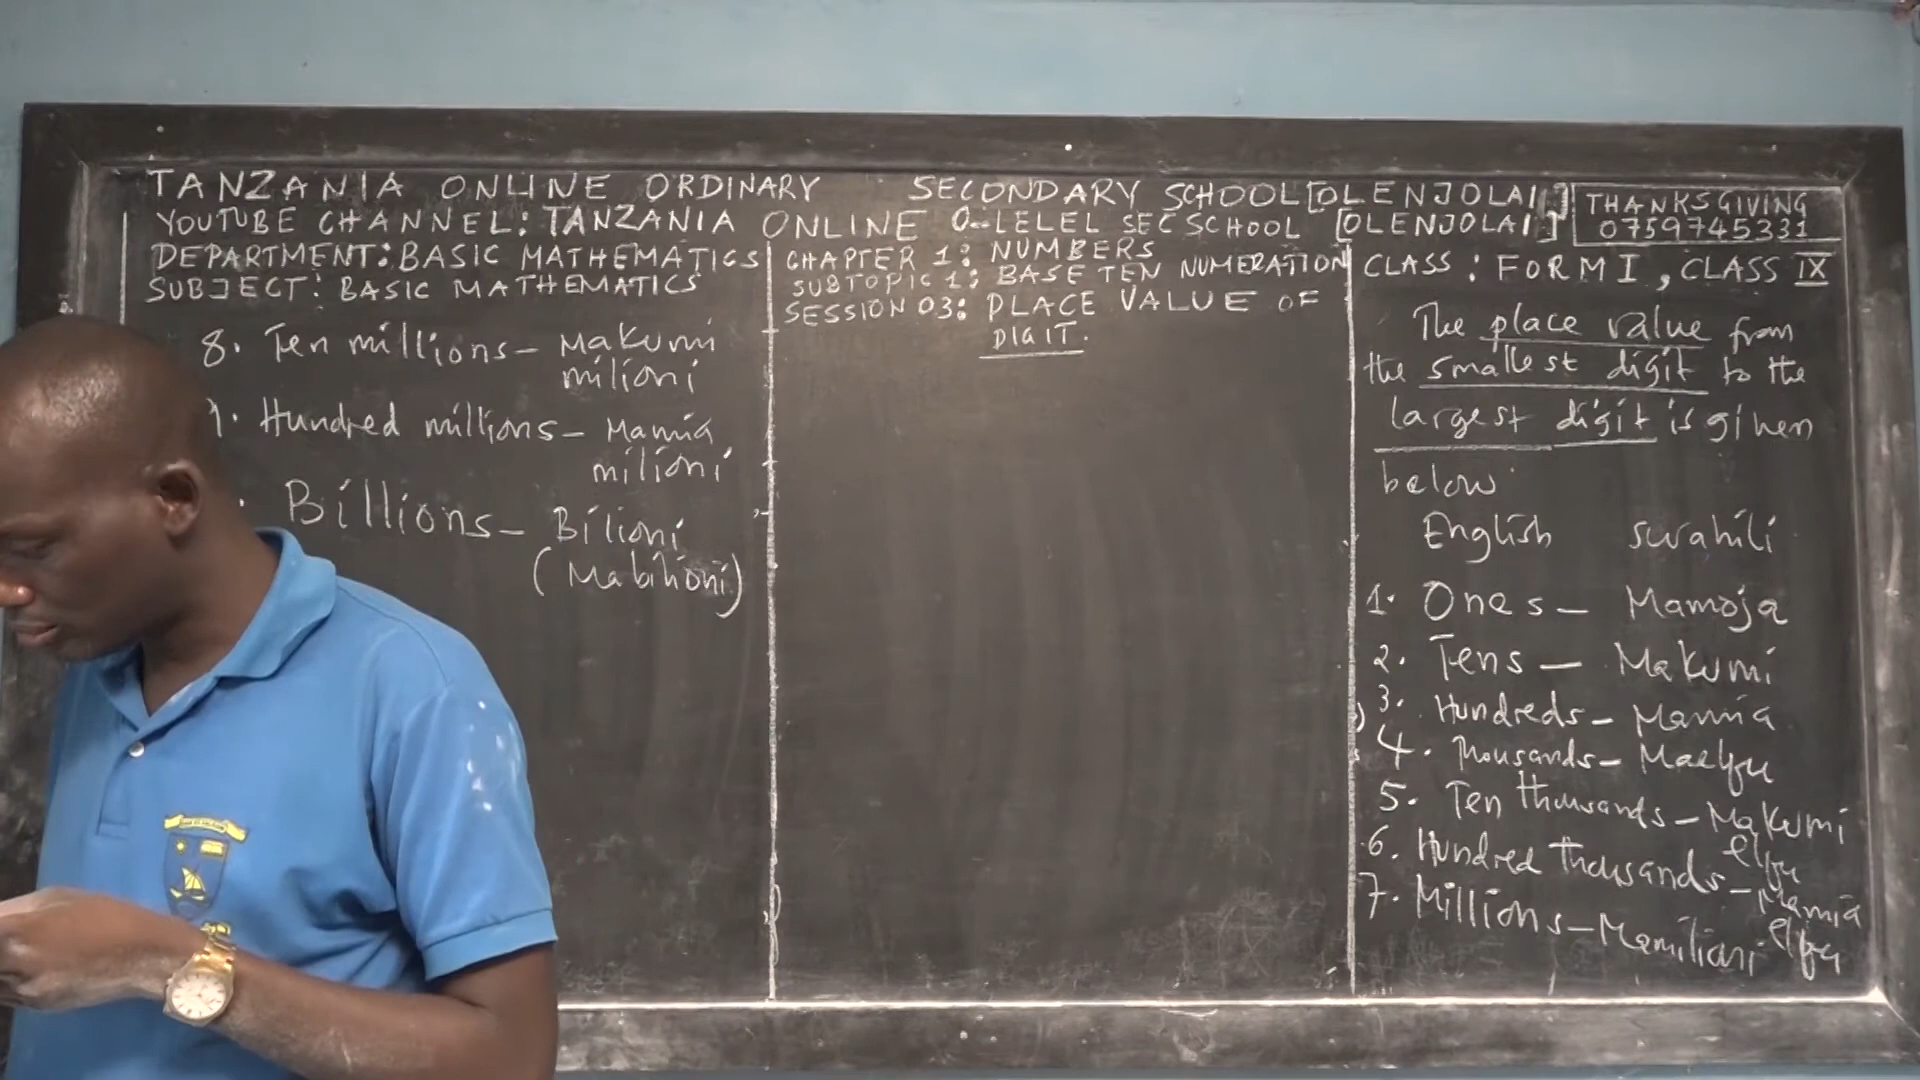 TANZANIA ONLINE ORDINARY SECONDARY SCHOOL [OLENJOLAI]
YOUTUBE CHANNEL: TANZANIA ONLINE O-LELEL SEC SCHOOL [OLENJOLAI]
THANKSGIVING
0759745331
DEPARTMENT: BASIC MATHEMATICS
SUBJECT: BASIC MATHEMATICS
8. Ten millions - Makumi
milioni
9. Hundred millions - Mamia
milioni
Billions - Bilioni
(Mabilioni)
CHAPTER 1: NUMBERS
SUBTOPIC 1: BASE TEN NUMERATION
SESSION 03: PLACE VALUE OF
DIGIT.
CLASS: FORM I, CLASS IX
The place value from
the smallest digit to the
largest digit is given
below
English Swahili
1. Ones - Mamoja
2. Tens - Makumi
3. Hundreds - Mamia
4. Thousands - Maelfu
5. Ten thousands - Makumi
elfu
6. Hundred thousands - Mamia
elfu
7. Millions - Mamilioni